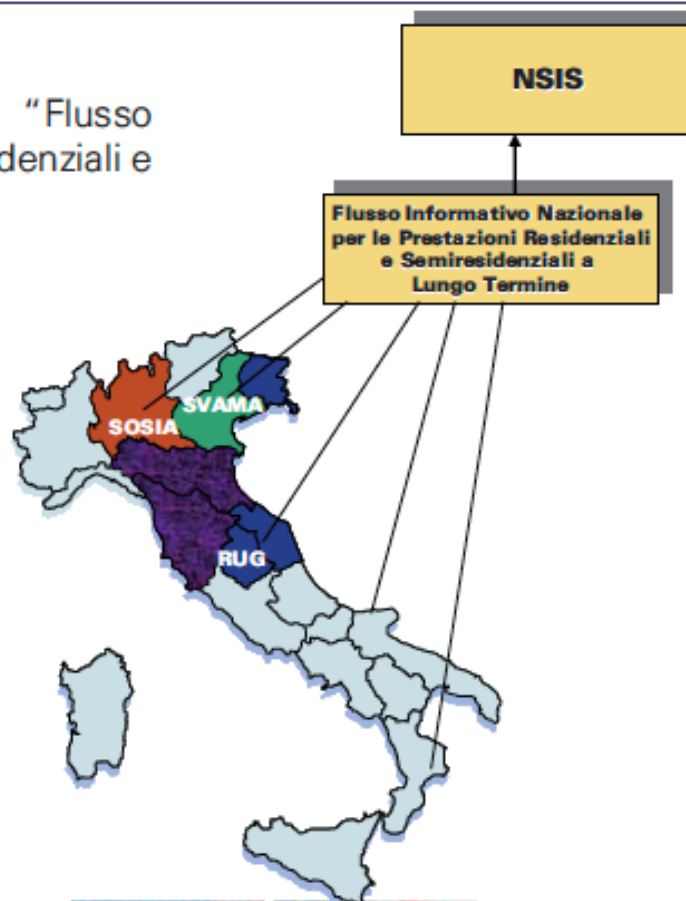 “Flusso
denziali e
NSIS
Flusso Informativo Nazionale
per le Prestazioni Residenziali
e Semiresidenziali a
Lungo Termine
SVAMA
SOSIA
RUG